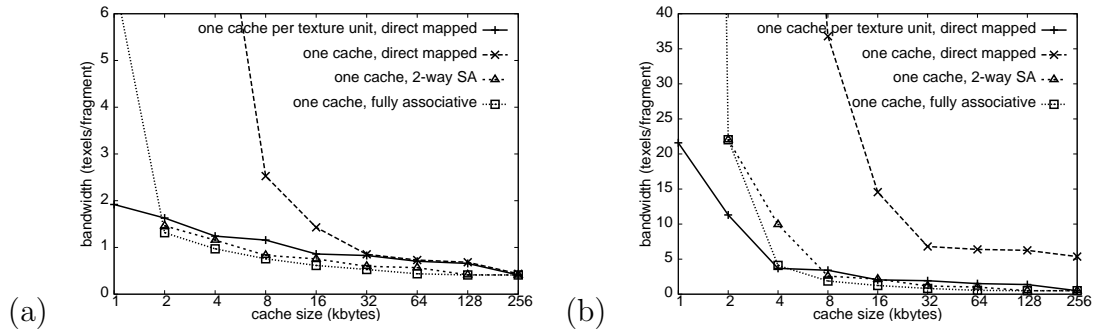 6
5
4
3
2
1
0
bandwidth (texels/fragment)
one cache per texture unit, direct mapped
one cache, direct mapped
one cache, 2-way SA
one cache, fully associative
1 2 4 8 16 32 64 128 256
cache size (kbytes)
(a)
40
35
30
25
20
15
10
5
0
bandwidth (texels/fragment)
one cache per texture unit, direct mapped
one cache, direct mapped
one cache, 2-way SA
one cache, fully associative
1 2 4 8 16 32 64 128 256
cache size (kbytes)
(b)